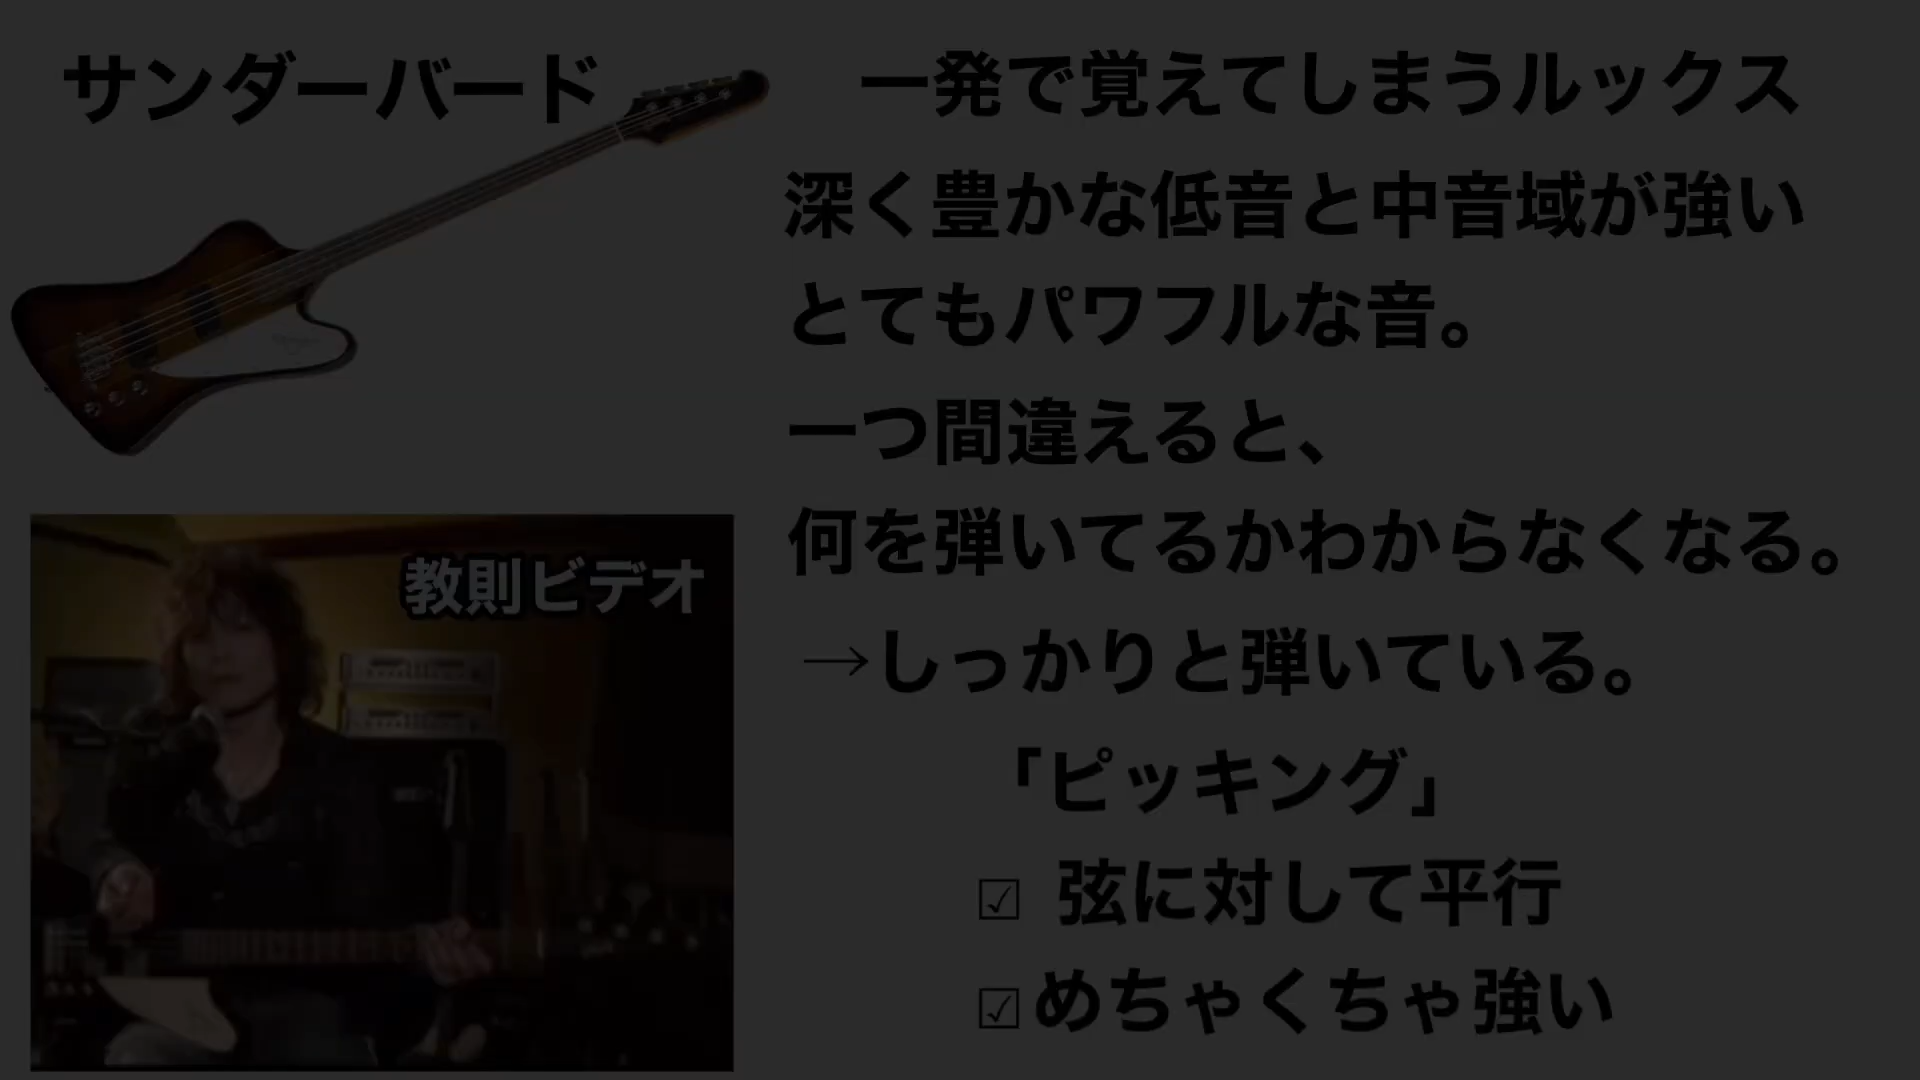 サンダーバード
一発で覚えてしまうルックス
深く豊かな低音と中音域が強い
とてもパワフルな音。
一つ間違えると、
何を弾いてるかわからなくなる。
→しっかりと弾いている。
「ピッキング」
☑ 弦に対して平行
☑めちゃくちゃ強い
教則ビデオ